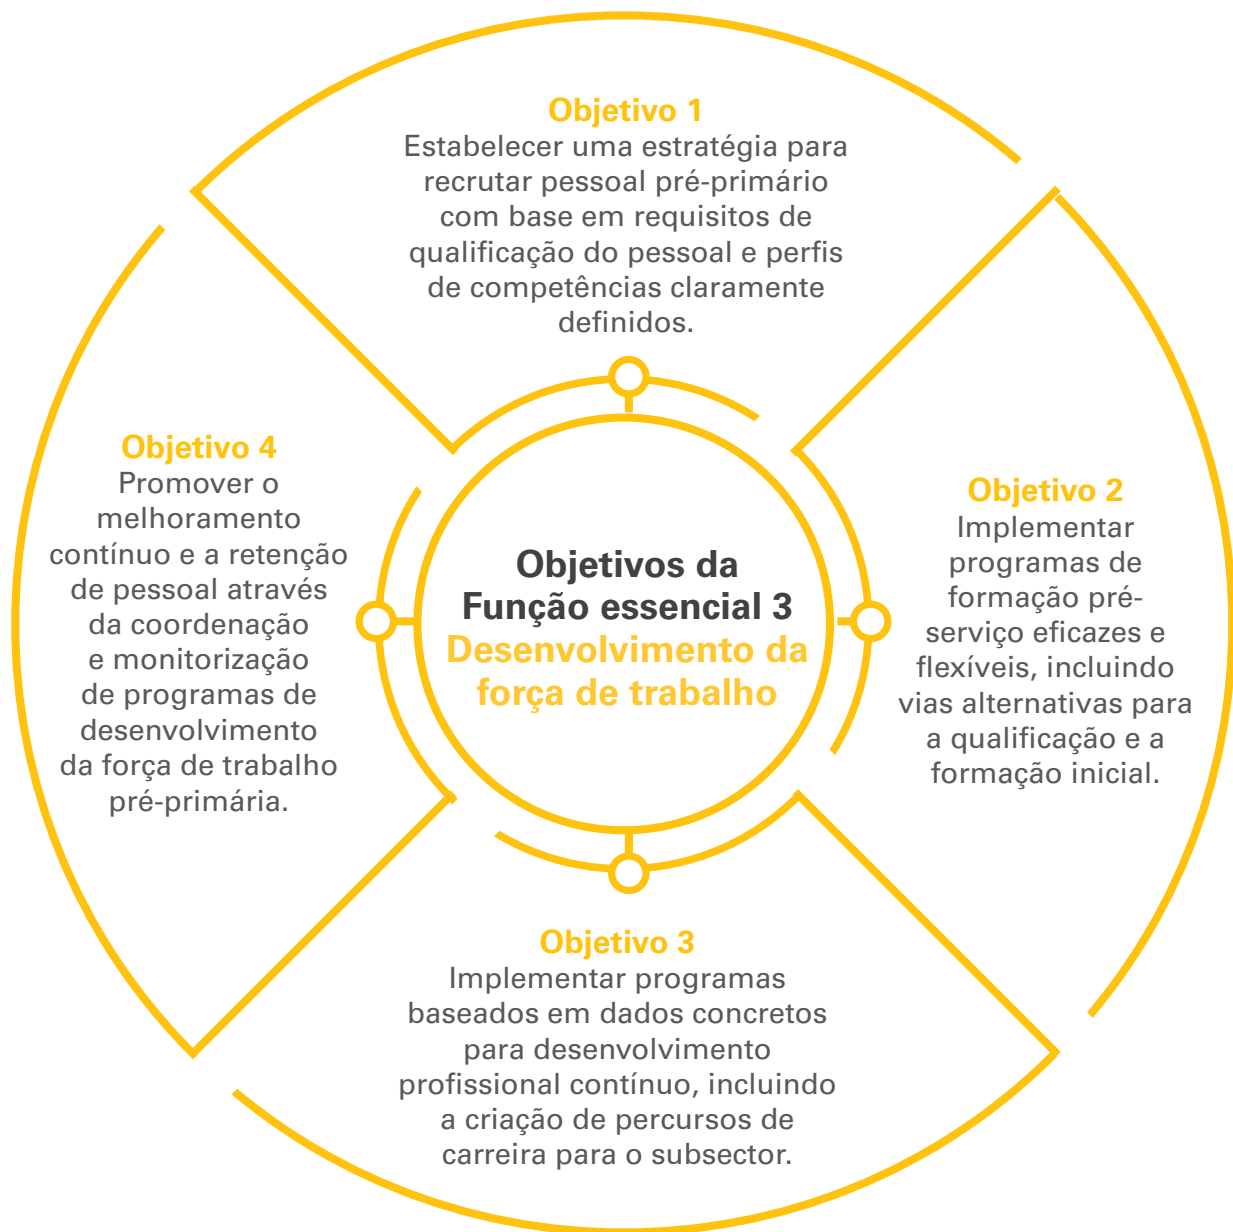 Objetivo 1
Estabelecer uma estratégia para
recrutar pessoal pré-primário
com base em requisitos de
qualificação do pessoal e perfis
de competências claramente
definidos.
Objetivos da
Função essencial 3
Desenvolvimento da
força de trabalho
Objetivo 2
Implementar
programas de
formação pré-
serviço eficazes e
flexíveis, incluindo
vias alternativas para
a qualificação e a
formação inicial.
Objetivo 3
Implementar programas
baseados em dados concretos
para desenvolvimento
profissional contínuo, incluindo
a criação de percursos de
carreira para o subsector.
Objetivo 4
Promover o
melhoramento
contínuo e a retenção
de pessoal através
da coordenação
e monitorização
de programas de
desenvolvimento
da força de trabalho
pré-primária.